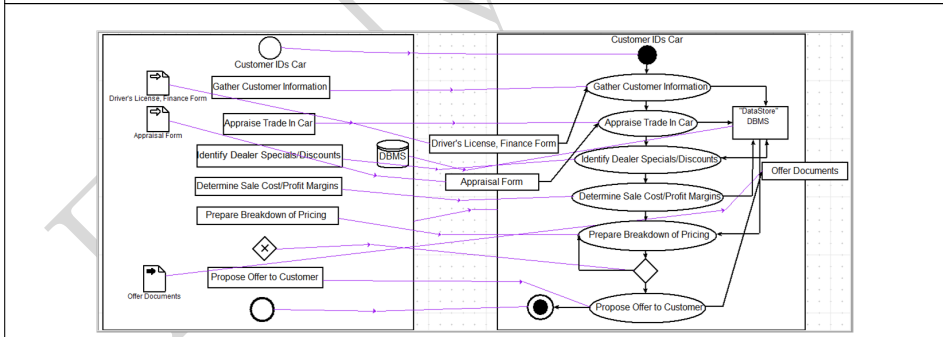 Customer IDs Car
Driver's License, Finance Form
Appraisal Form
Gather Customer Information
Appraise Trade In Car
Identify Dealer Specials/Discounts
DBMS
Determine Sale Cost/Profit Margins
Prepare Breakdown of Pricing
Propose Offer to Customer
Offer Documents
Customer IDs Car
Gather Customer Information
Appraise Trade In Car
"DataStore"
DBMS
Driver's License, Finance Form
Identify Dealer Specials/Discounts
Offer Documents
Appraisal Form
Determine Sale Cost/Profit Margins
Prepare Breakdown of Pricing
Propose Offer to Customer